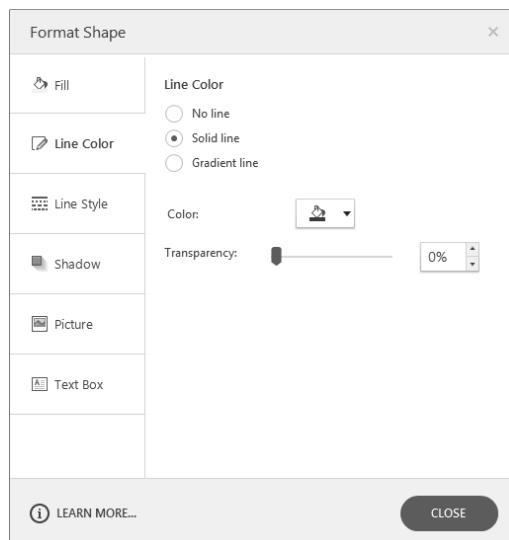 Format Shape
Fill
Line Color
Line Style
Shadow
Picture
Text Box
Line Color
No line
Solid line
Gradient line
Color:
Transparency:
0%
LEARN MORE...
CLOSE